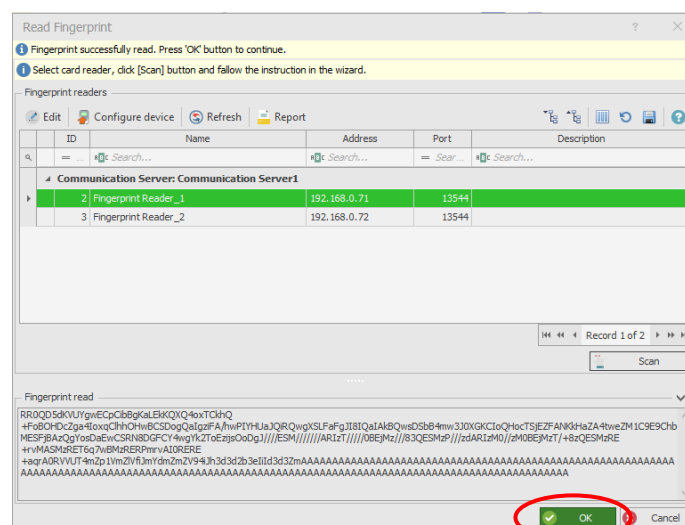 Read Fingerprint
Fingerprint successfully read. Press 'OK' button to continue.
Select card reader, click [Scan] button and fallow the instruction in the wizard.
Fingerprint readers
Edit Configure device Refresh Report
ID Name Address Port Description
= ... Search... Search... = Sear... Search...
Communication Server: Communication Server1
2 Fingerprint Reader_1 192.168.0.71 13544
3 Fingerprint Reader_2 192.168.0.72 13544
Record 1 of 2
Scan
Fingerprint read
OK Cancel